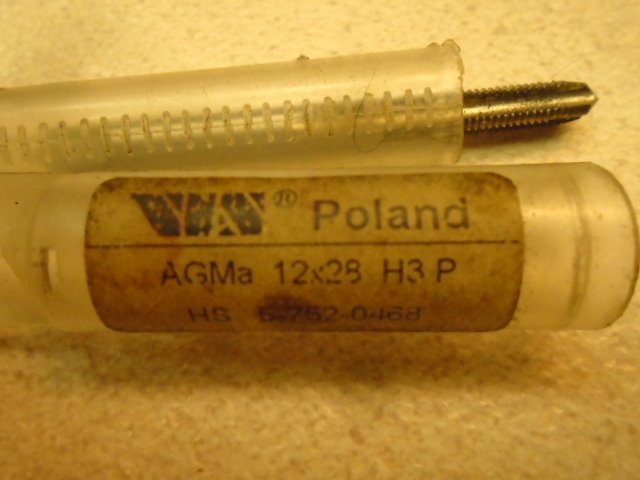 ® Poland
AGMa 12x28 H3 P
HS